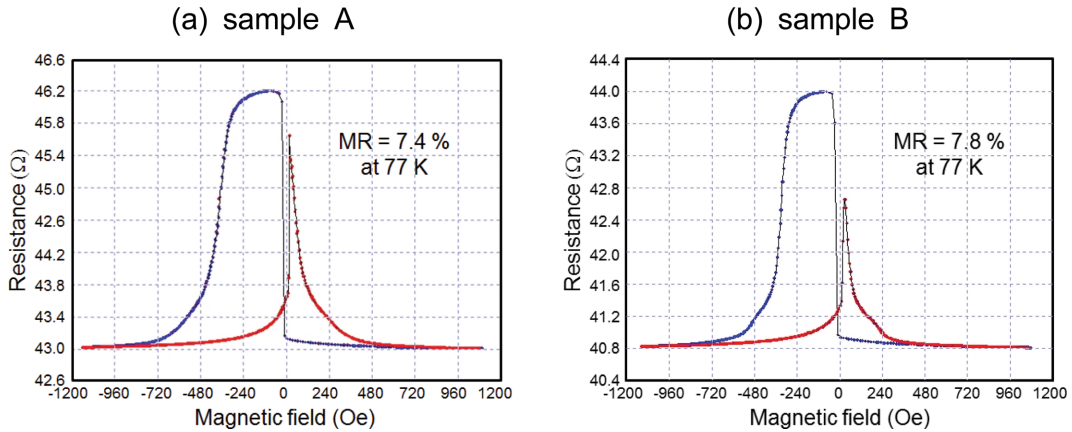 (a) sample A
46.6
46.2
45.8
45.4
45.0
42.6
44.2
43.8
43.4
43.0
42.6
-1200 -960 -720 -480 -240 0 240 480 720 960 1200
Resistance (Ω)
Magnetic field (Oe)
MR = 7.4 %
at 77 K
(b) sample B
44.4
44.0
43.6
43.2
42.8
42.4
42.0
41.6
41.2
40.8
40.4
-1200 -960 -720 -480 -240 0 240 480 720 960 1200
Resistance (Ω)
Magnetic field (Oe)
MR = 7.8 %
at 77 K